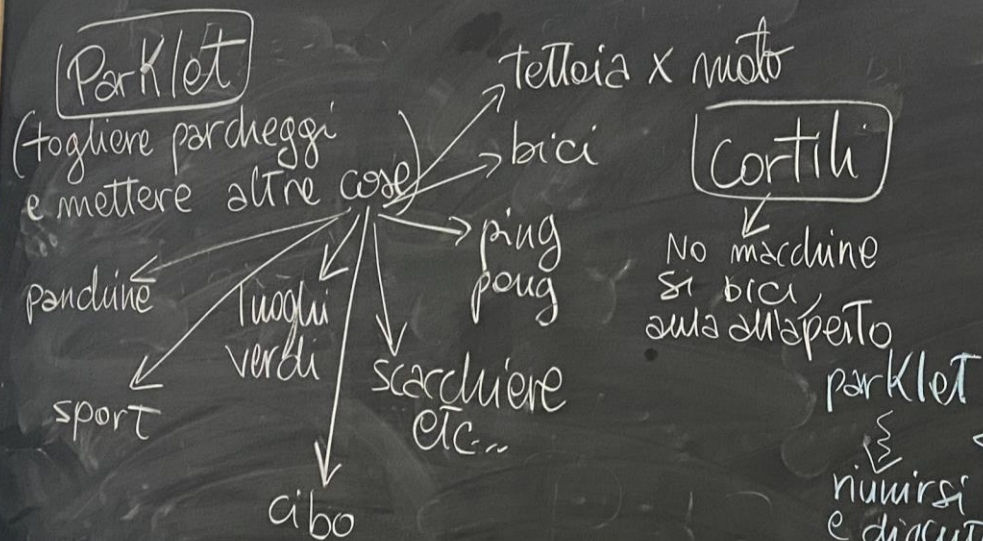 Parklet
(togliere parcheggi
e mettere altre cose)
tettoia x moto
bici
ping
pong
scacchiere
etc...
cibo
luoghi
verdi
sport
panchine
Cortili
No macchine
Si bici,
aula all'aperto
parklet
riunirsi
e